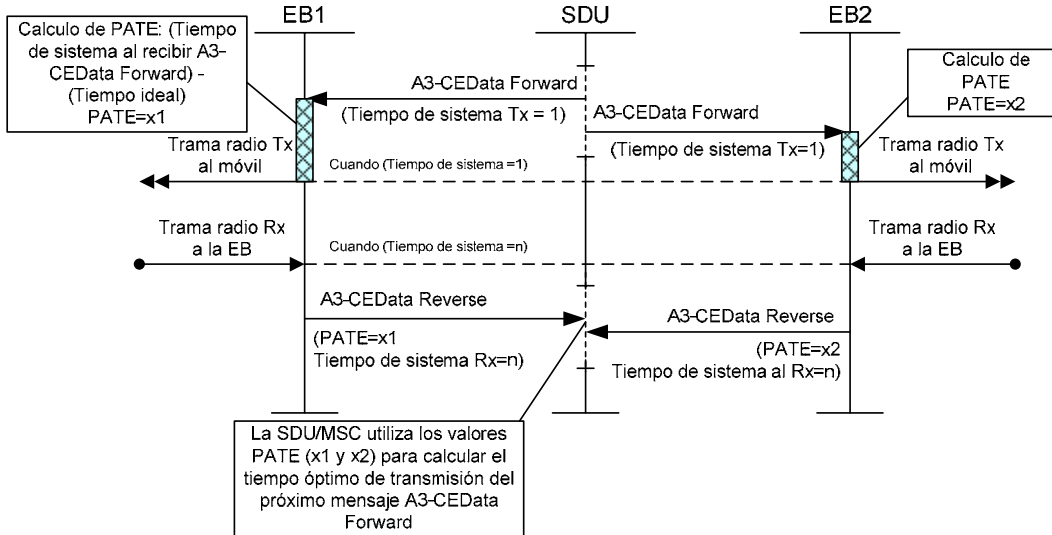 EB1
SDU
EB2
Calculo de PATE: (Tiempo
de sistema al recibir A3-
CEData Forward) -
(Tiempo ideal)
PATE=x1
Calculo de
PATE
PATE=x2
A3-CEData Forward
(Tiempo de sistema Tx = 1)
A3-CEData Forward
(Tiempo de sistema Tx=1)
Trama radio Tx
al móvil
Cuando (Tiempo de sistema =1)
Trama radio Tx
al móvil
Trama radio Rx
a la EB
Cuando (Tiempo de sistema =n)
Trama radio Rx
a la EB
A3-CEData Reverse
(PATE=x1
Tiempo de sistema Rx=n)
A3-CEData Reverse
(PATE=x2
Tiempo de sistema al Rx=n)
La SDU/MSC utiliza los valores
PATE (x1 y x2) para calcular el
tiempo óptimo de transmisión del
próximo mensaje A3-CEData
Forward